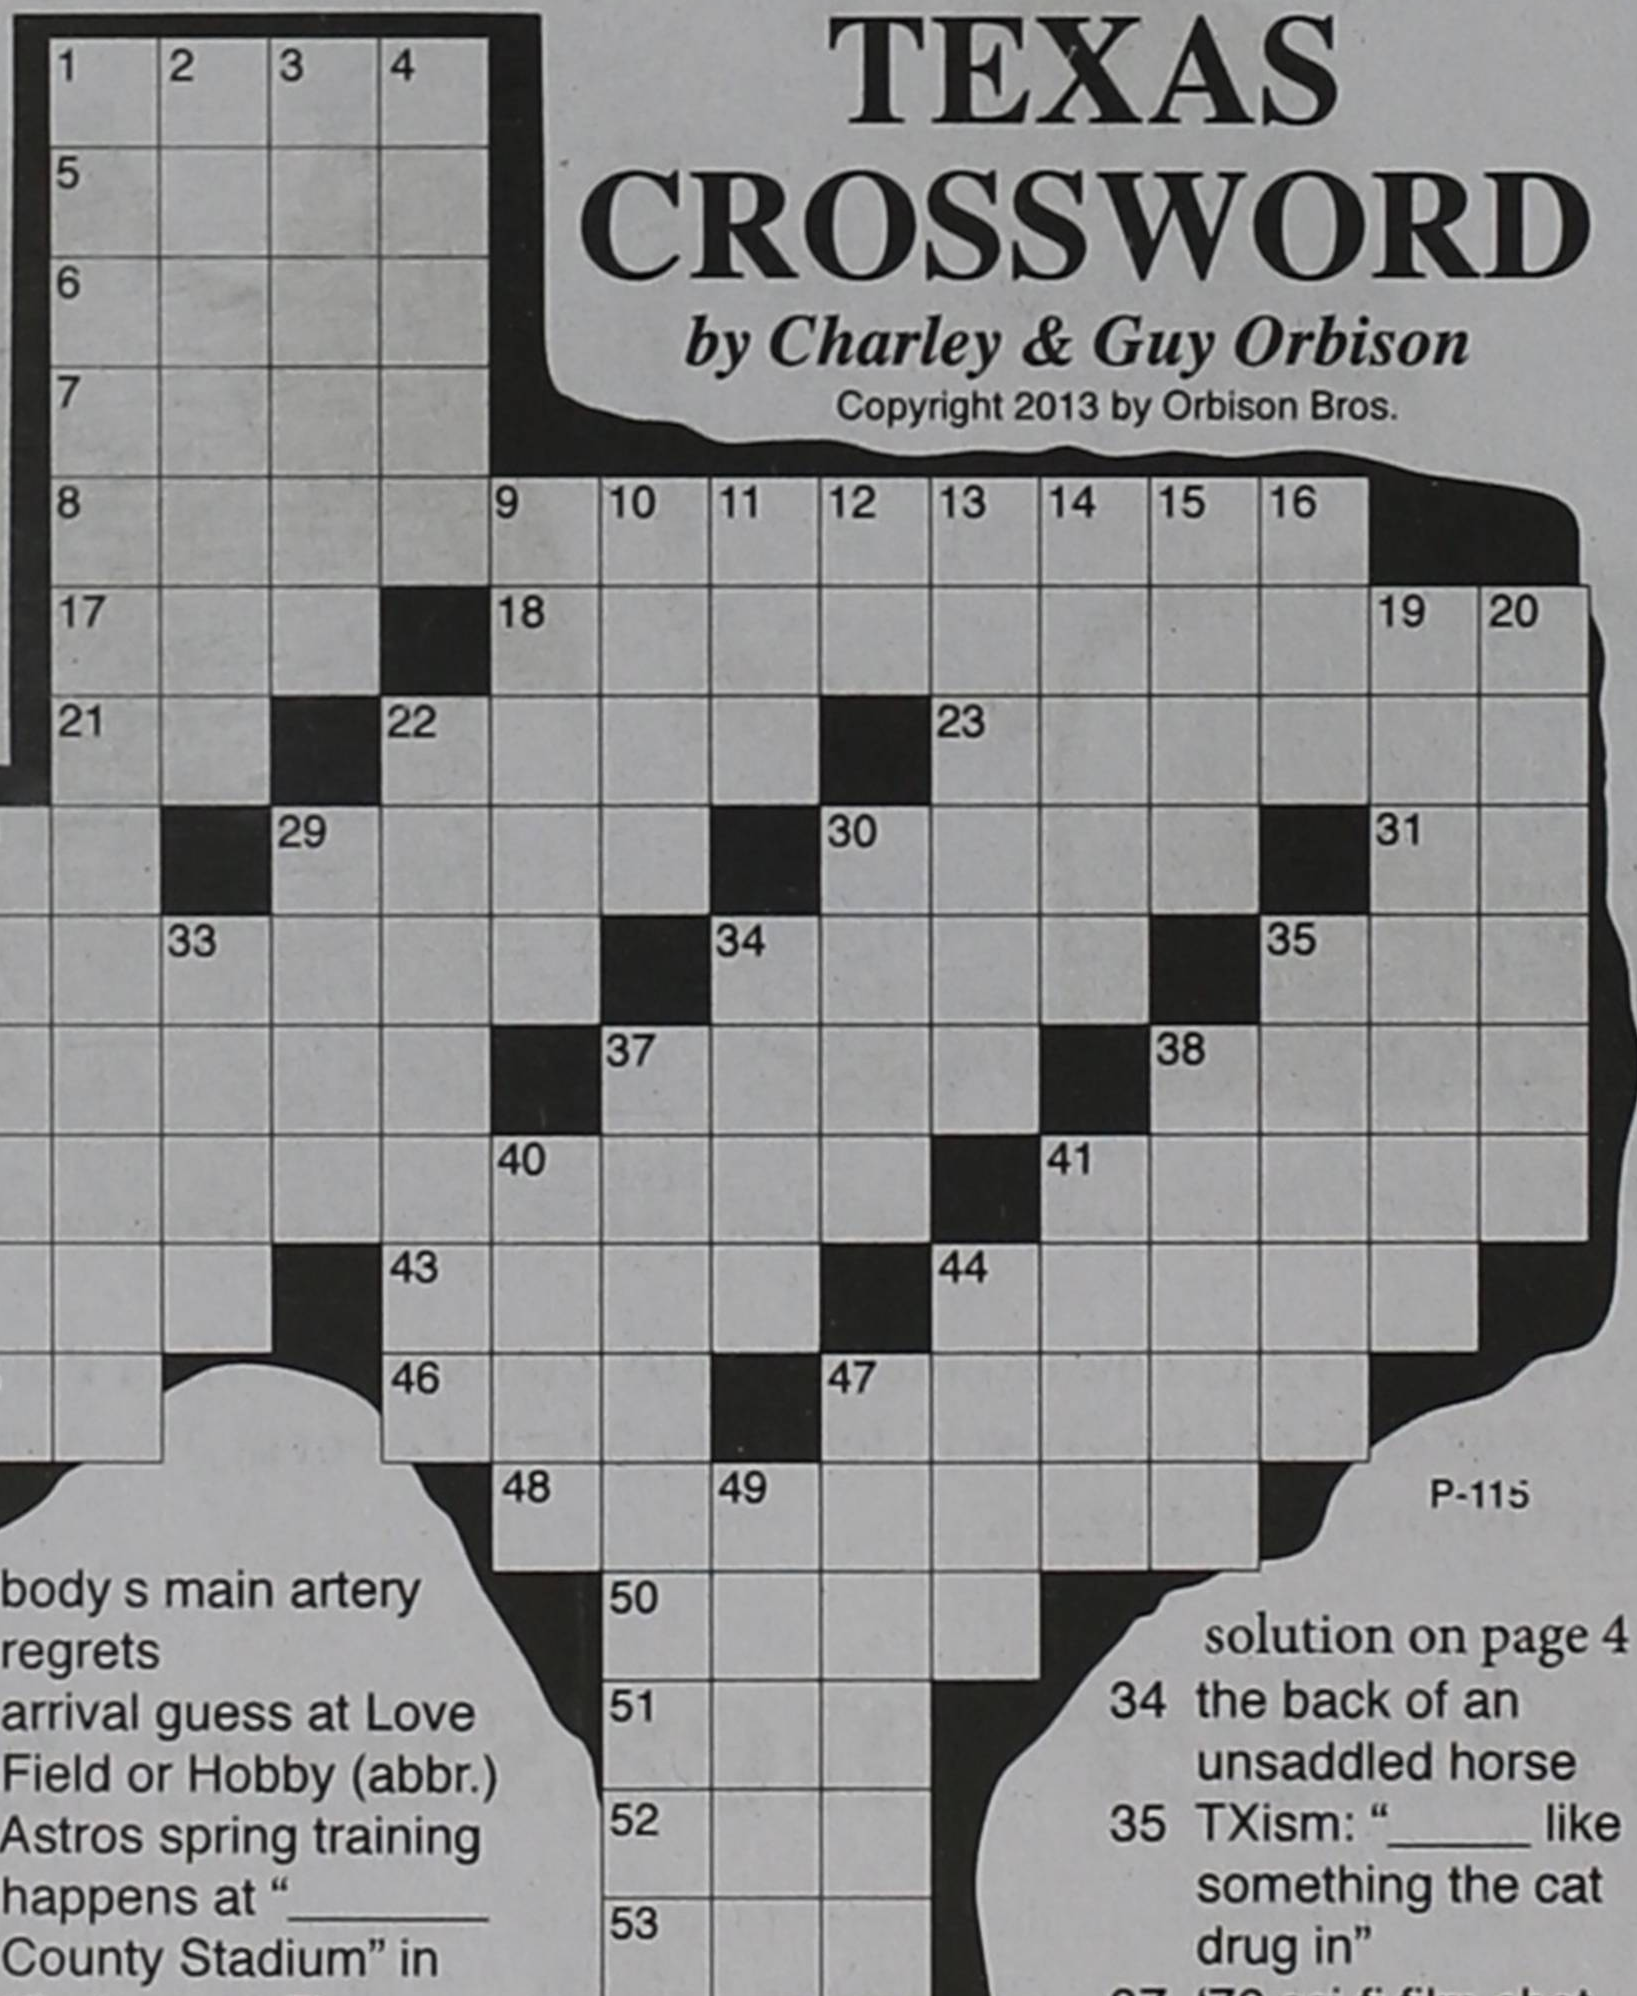 TEXAS
CROSSWORD
by Charley & Guy Orbison
Copyright 2013 by Orbison Bros.
1 2 3 4
5
6
7
8 9 10 11 12 13 14 15 16
17 18 19 20
21 22 23
29 30 31
33 34 35
37 38
40 41
43 44
46 47
48 49
P-115
50
51
52
53
body s main artery
regrets
arrival guess at Love
Field or Hobby (abbr.)
Astros spring training
happens at “______
County Stadium” in
solution on page 4
34 the back of an
unsaddled horse
35 TXism: “_____ like
something the cat
drug in”